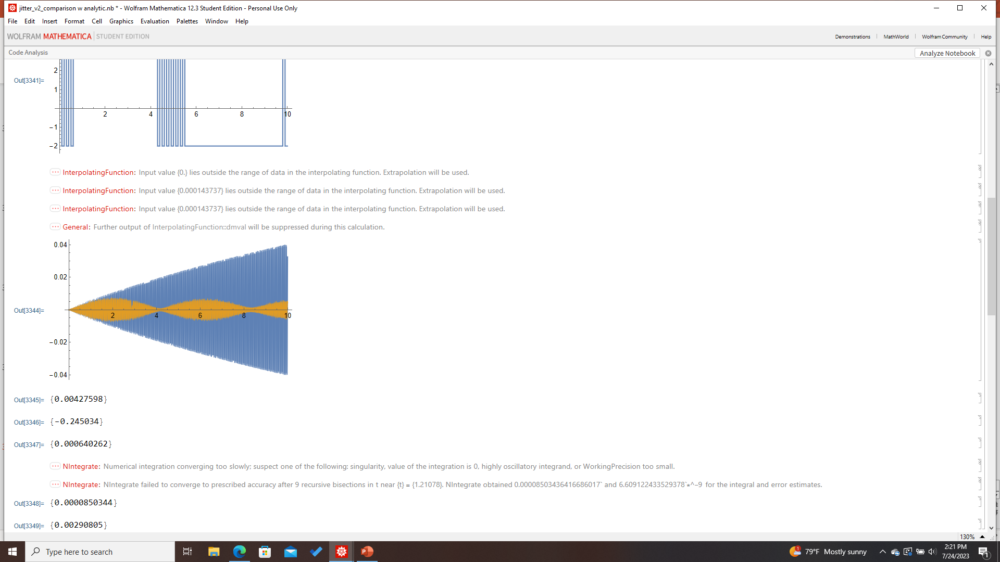 jitter_v2_comparison w analytic.nb * - Wolfram Mathematica 12.3 Student Edition - Personal Use Only
File Edit Insert Format Cell Graphics Evaluation Palettes Window Help
WOLFRAM MATHEMATICA STUDENT EDITION
Demonstrations MathWorld Wolfram Community Help
Code Analysis
Analyze Notebook
Out[3341]=
2
1
2 4 6 8 10
-1
-2
InterpolatingFunction: Input value {0.} lies outside the range of data in the interpolating function. Extrapolation will be used.
InterpolatingFunction: Input value {0.000143737} lies outside the range of data in the interpolating function. Extrapolation will be used.
InterpolatingFunction: Input value {0.000143737} lies outside the range of data in the interpolating function. Extrapolation will be used.
General: Further output of InterpolatingFunction::dmval will be suppressed during this calculation.
Out[3344]=
0.04
0.02
2 4 6 8 10
-0.02
-0.04
Out[3345]= {0.00427598}
Out[3346]= {-0.245034}
Out[3347]= {0.000640262}
NIntegrate: Numerical integration converging too slowly; suspect one of the following: singularity, value of the integration is 0, highly oscillatory integrand, or WorkingPrecision too small.
NIntegrate: NIntegrate failed to converge to prescribed accuracy after 9 recursive bisections in t near {t} = {1.21078}. NIntegrate obtained 0.00008503436416686017` and 6.609122433529378`*^-9 for the integral and error estimates.
Out[3348]= {0.0000850344}
Out[3349]= {0.00290805}
130%
Type here to search
79°F Mostly sunny
2:21 PM
7/24/2023